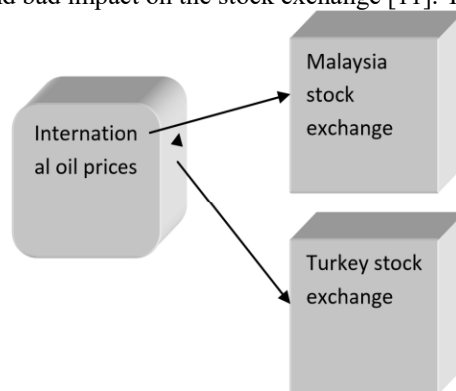 nd bad impact on the stock exchange [11]. T
Malaysia
stock
exchange
Internation
al oil prices
Turkey stock
exchange